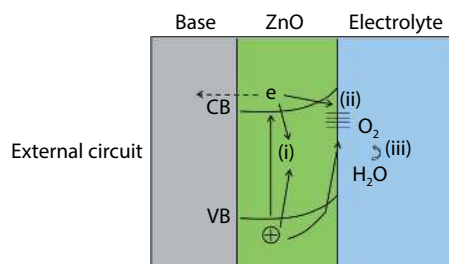 Base ZnO Electrolyte
e
(ii)
CB
O₂
External circuit
(i)
(iii)
H₂O
VB